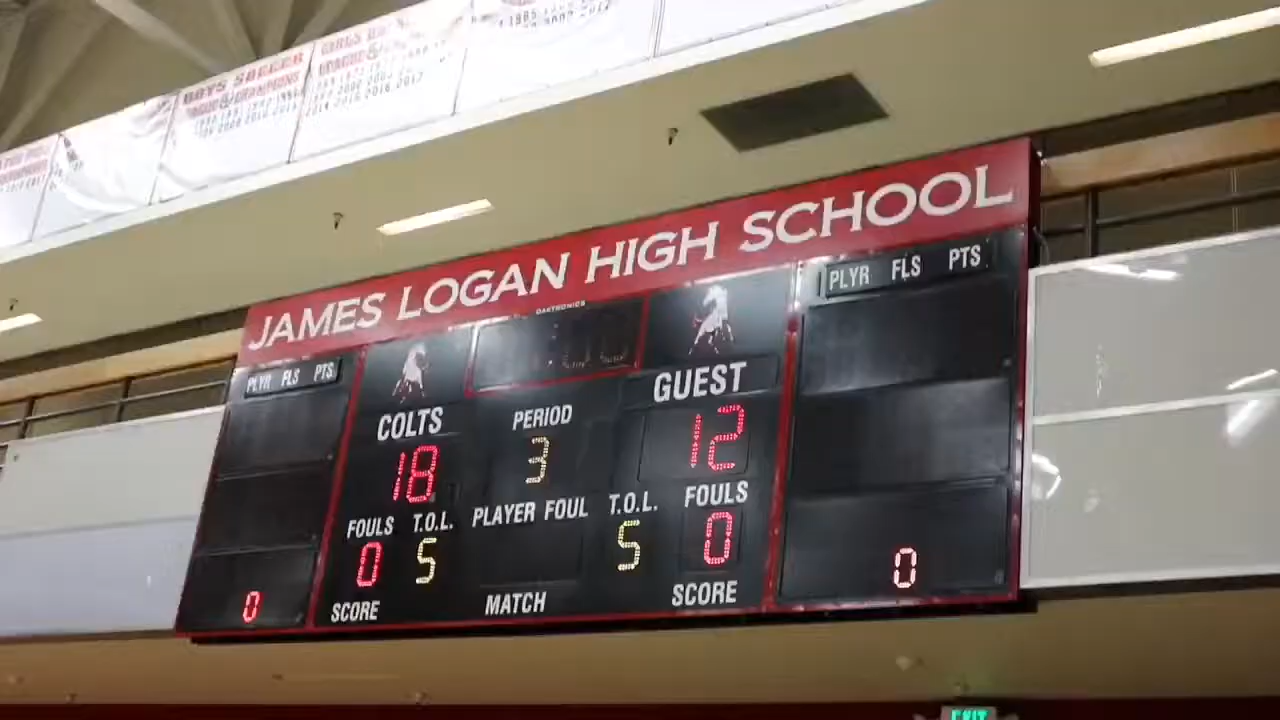 BOYS SOCCER
JAMES LOGAN HIGH SCHOOL
DAKTRONICS
PLYR FLS PTS
PLYR FLS PTS
COLTS
PERIOD
GUEST
18
3
12
FOULS T.O.L. PLAYER FOUL T.O.L. FOULS
0 5 5 0
0
0
SCORE MATCH SCORE
EXIT